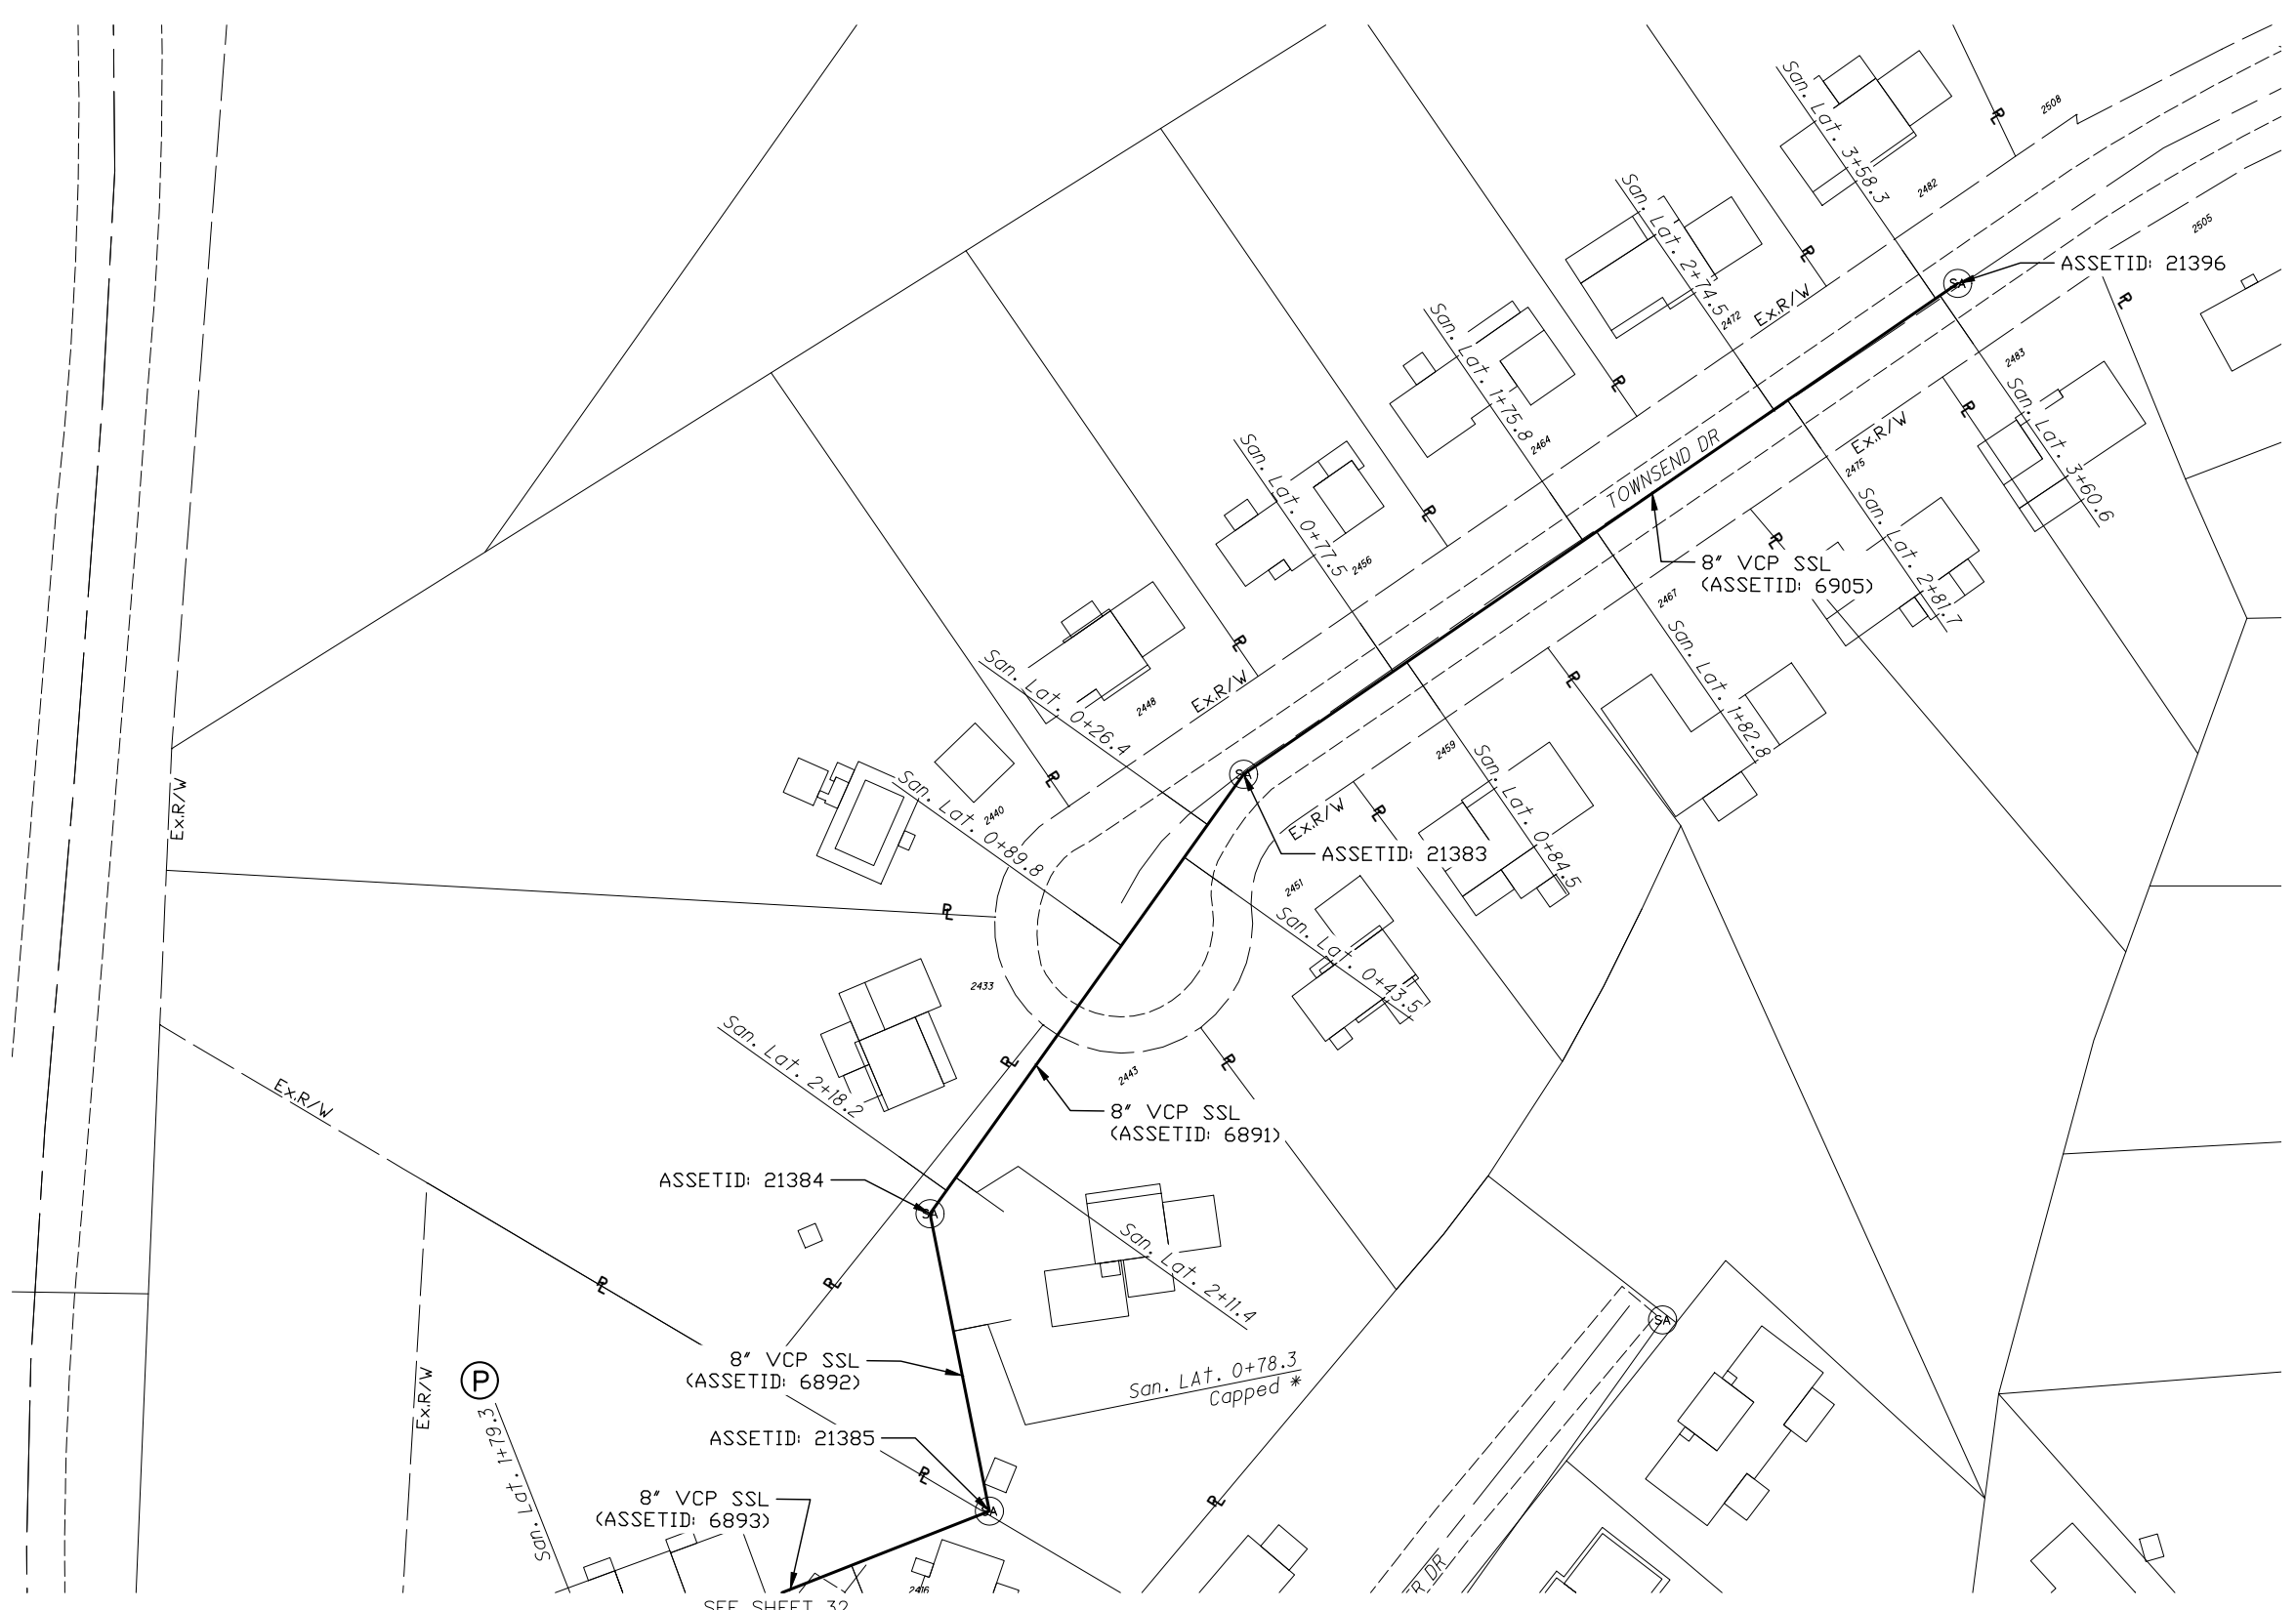 San. Lat. 3+58.3
2508
San. Lat. 2+74.5
2482
2505
ASSETID: 21396
San. Lat. 1+75.8
2472
Ex.R/W
2483
San. Lat. 3+60.6
San. Lat. 0+77.5
2464
TOWNSEND DR
Ex.R/W
2475
San. Lat. 2+81.7
8" VCP SSL
(ASSETID: 6905)
2456
2467
San. Lat. 1+82.8
San. Lat. 0+26.4
2448
Ex.R/W
2459
San. Lat. 0+84.5
San. Lat. 0+89.8
2440
SA
Ex.R/W
Ex.R/W
ASSETID: 21383
2451
San. Lat. 0+43.5
2433
San. Lat. 2+18.2
2443
Ex.R/W
8" VCP SSL
(ASSETID: 6891)
ASSETID: 21384
SA
San. Lat. 2+11.4
SA
8" VCP SSL
(ASSETID: 6892)
San. LAt. 0+78.3
Capped *
P
Ex.R/W
San. Lat. 1+79.3
ASSETID: 21385
8" VCP SSL
(ASSETID: 6893)
SA
R DR
2416
SEE SHEET 32